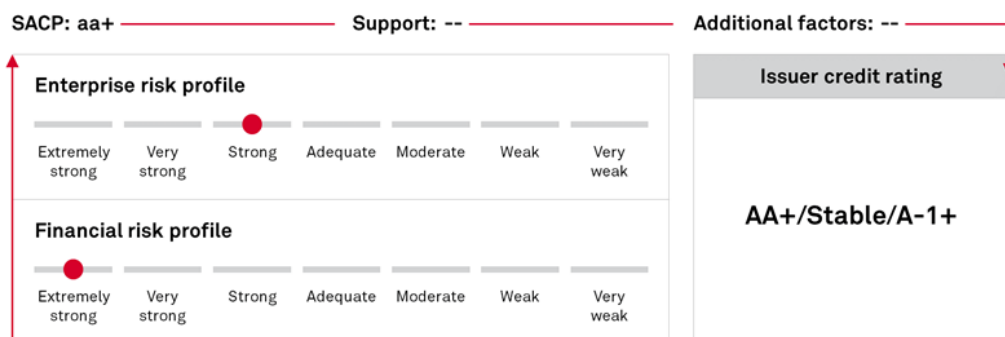 SACP: aa+ Support: -- Additional factors: --
Enterprise risk profile
Extremely strong
Very strong
Strong
Adequate
Moderate
Weak
Very weak
Financial risk profile
Extremely strong
Very strong
Strong
Adequate
Moderate
Weak
Very weak
Issuer credit rating
AA+/Stable/A-1+